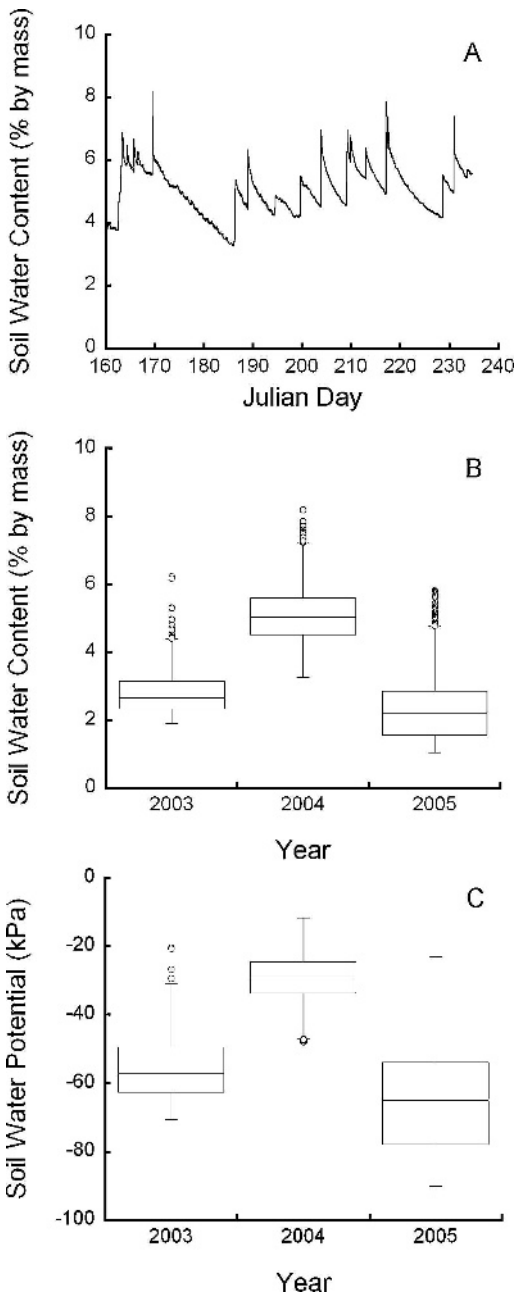 A
Soil Water Content (% by mass)
10
8
6
4
2
0
160 170 180 190 200 210 220 230 240
Julian Day
B
Soil Water Content (% by mass)
10
8
6
4
2
0
2003 2004 2005
Year
C
Soil Water Potential (kPa)
-0
-20
-40
-60
-80
-100
2003 2004 2005
Year